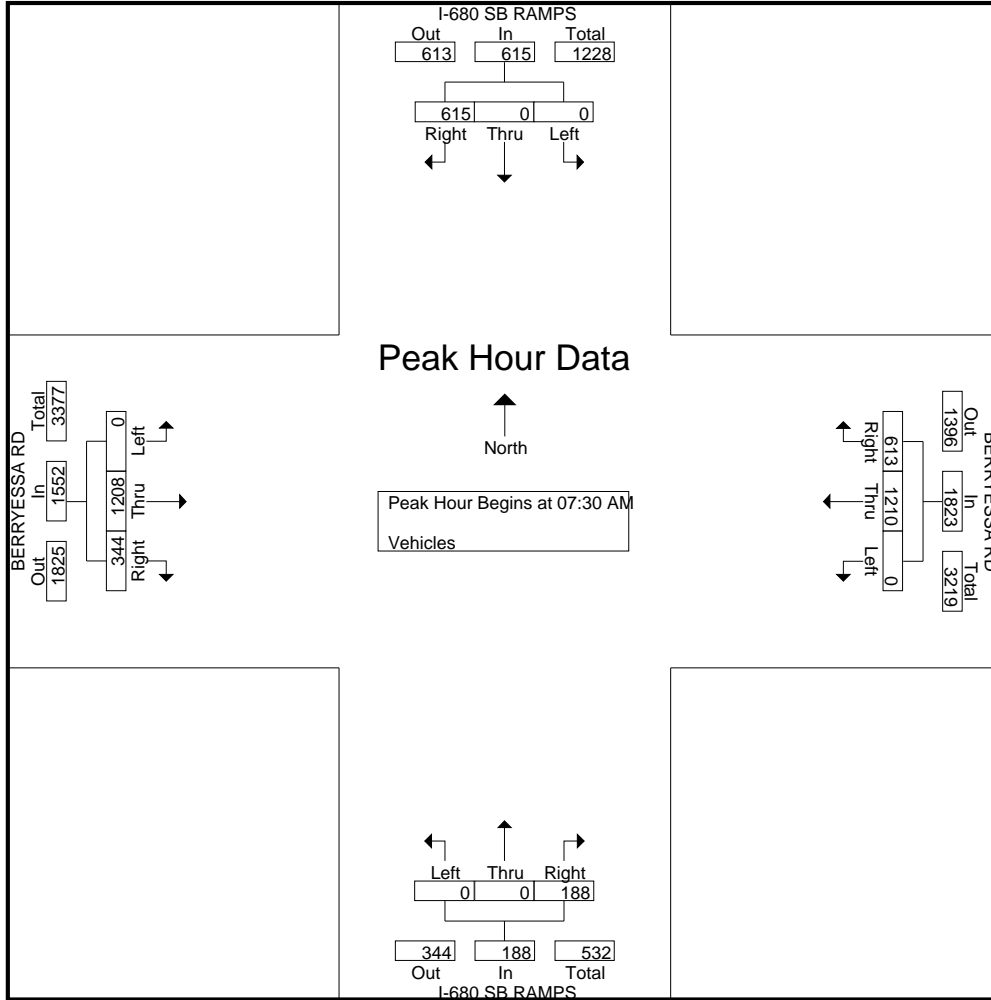 I-680 SB RAMPS
Out In Total
613 615 1228
615 0 0
Right Thru Left
Peak Hour Data
North
Peak Hour Begins at 07:30 AM
Vehicles
BERRYESSA RD
Total In Out
3377 1552 1825
0 1208 344
Left Thru Right
BERRYESSA RD
Out In Total
1396 1823 3219
613 1210 0
Right Thru Left
Left Thru Right
0 0 188
344 188 532
Out In Total
I-680 SB RAMPS